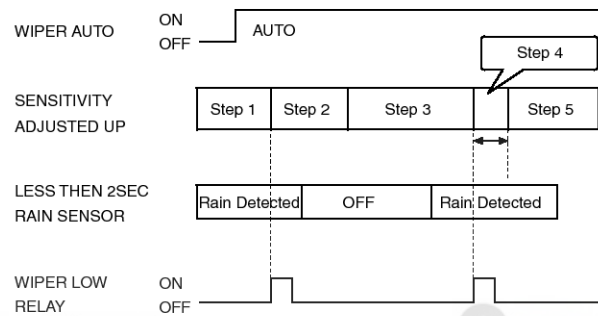 WIPER AUTO
ON
OFF
AUTO
Step 4
SENSITIVITY
ADJUSTED UP
Step 1
Step 2
Step 3
Step 5
LESS THEN 2SEC
RAIN SENSOR
Rain Detected
OFF
Rain Detected
WIPER LOW
RELAY
ON
OFF